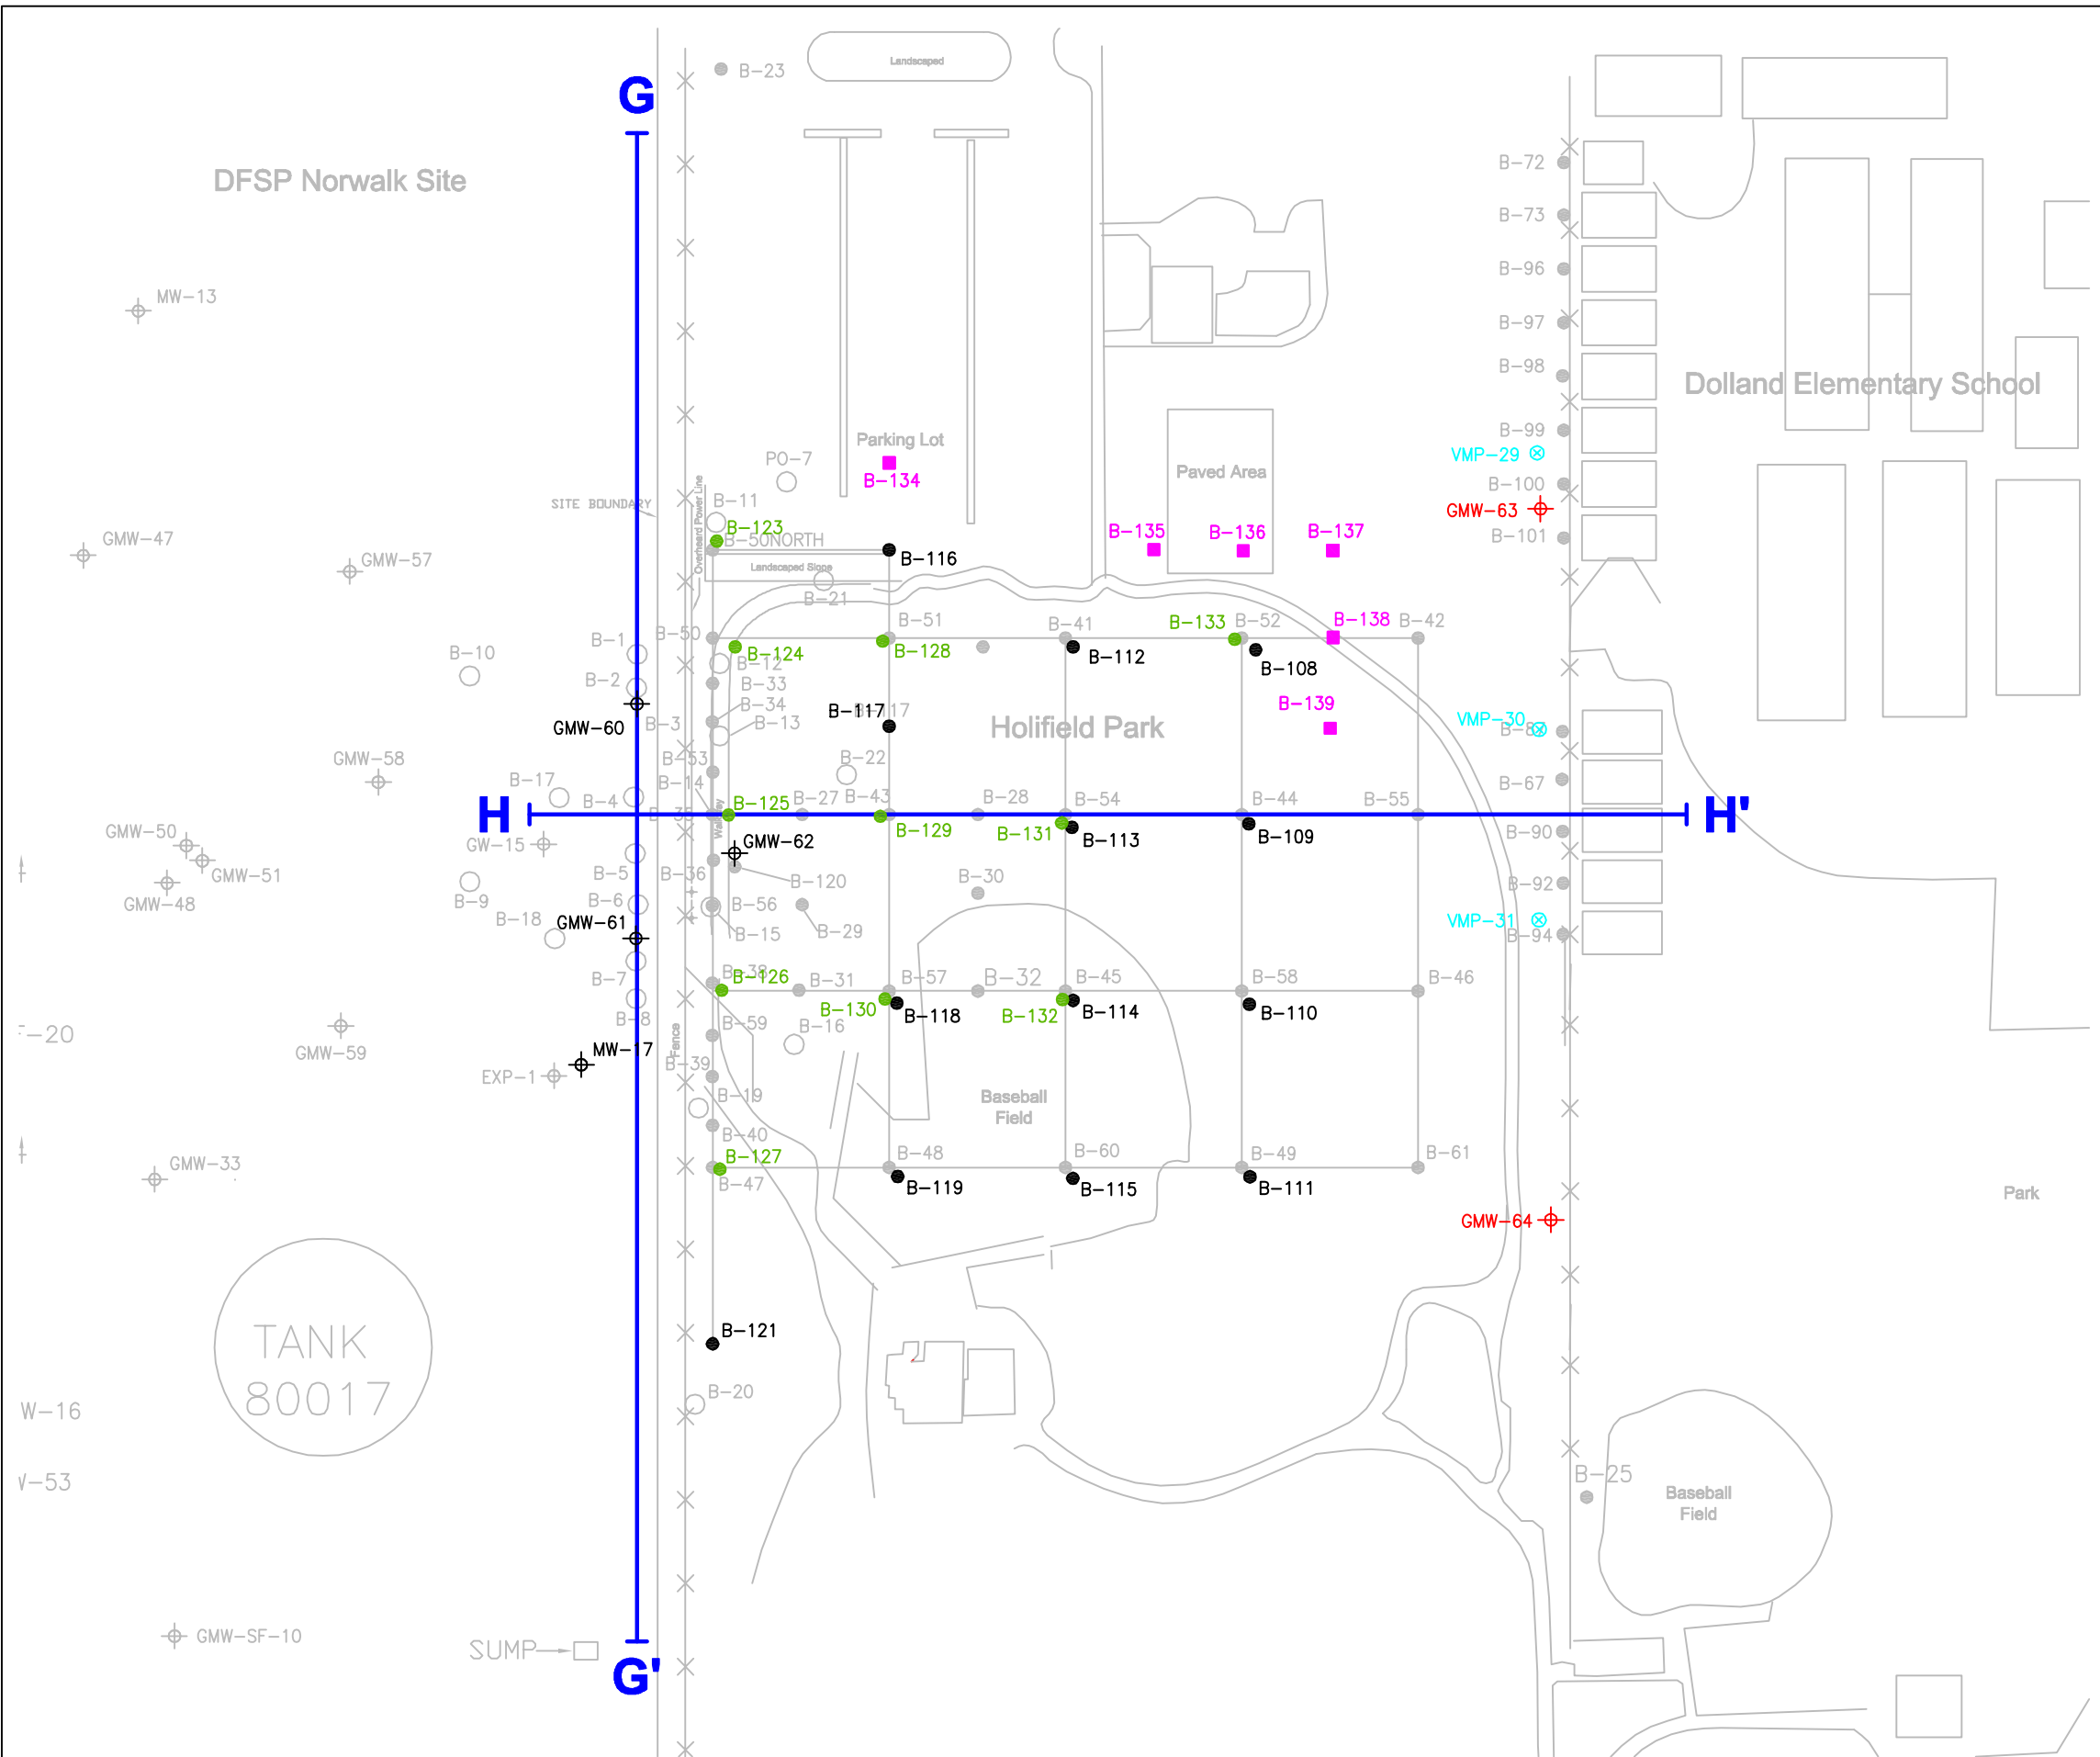 Landscaped
B-23
G
DFSP Norwalk Site
B-72
B-73
B-96
MW-13
B-97
B-98
Dolland Elementary School
B-99
Parking Lot
VMP-29
PO-7
Paved Area
B-134
B-100
SITE BOUNDARY
Overheard Power Line
B-11
GMW-63
B-123
B-135
B-136
B-137
B-101
GMW-47
B-50NORTH
B-116
GMW-57
Landscaped Slope
B-21
B-1
B-50
B-51
B-41
B-133
B-52
B-138
B-42
B-10
B-124
B-128
B-112
B-12
B-108
B-2
B-33
B-34
B-139
GMW-60
B-3
B-13
B-117
B-117
Holifield Park
VMP-30
B-87
GMW-58
B-53
B-22
B-17
B-14
B-67
B-4
B-125
B-27
B-43
B-28
B-54
B-44
B-55
H
B-35
H'
GMW-50
B-129
B-131
B-113
B-109
B-90
GW-15
GMW-62
GMW-51
B-5
B-36
B-120
B-30
B-92
GMW-48
B-9
B-6
B-56
B-18
GMW-61
B-15
B-29
VMP-31
B-94
B-7
B-38
B-126
B-31
B-57
B-32
B-45
B-58
B-46
B-130
B-118
B-132
B-114
B-110
B-8
B-59
B-16
-20
GMW-59
MW-17
Fence
B-39
EXP-1
B-19
Baseball
Field
B-40
B-127
B-48
B-60
B-49
B-61
GMW-33
B-47
B-119
B-115
B-111
Park
GMW-64
B-121
TANK
80017
B-20
W-16
B-25
-53
Baseball
Field
GMW-SF-10
SUMP
G'